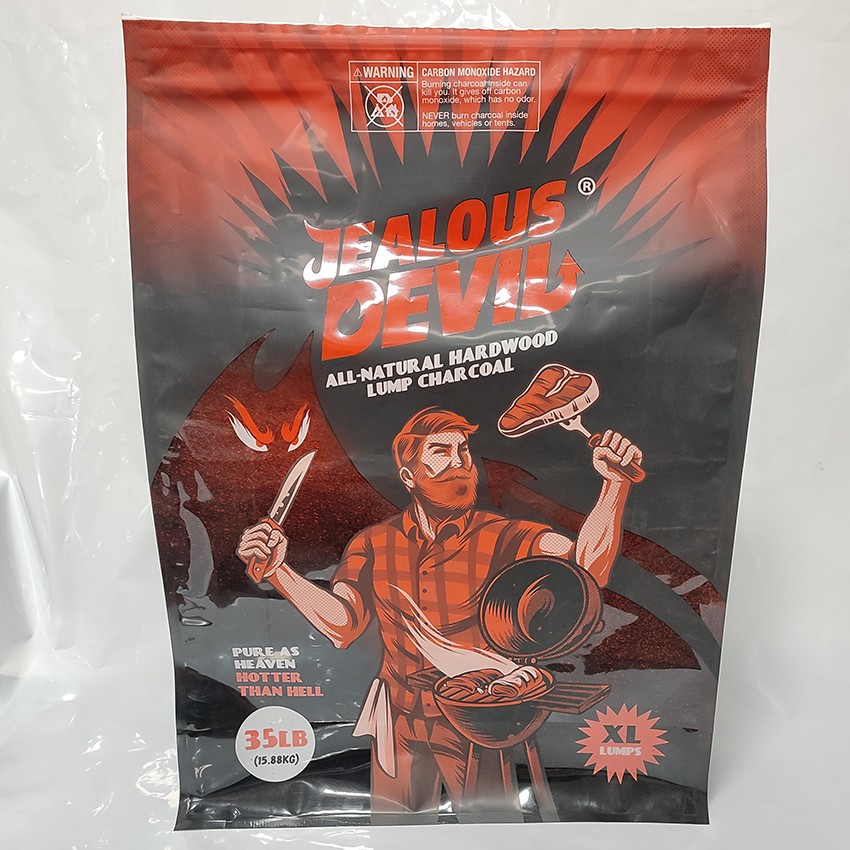 ⚠WARNING
CARBON MONOXIDE HAZARD
Burning charcoal inside can
kill you. It gives off carbon
monoxide, which has no odor.
NEVER burn charcoal inside
homes, vehicles or tents.
JEALOUS ®
DEVIL
ALL-NATURAL HARDWOOD
LUMP CHARCOAL
PURE AS
HEAVEN
HOTTER
THAN HELL
35LB
(15.88KG)
XL
LUMPS